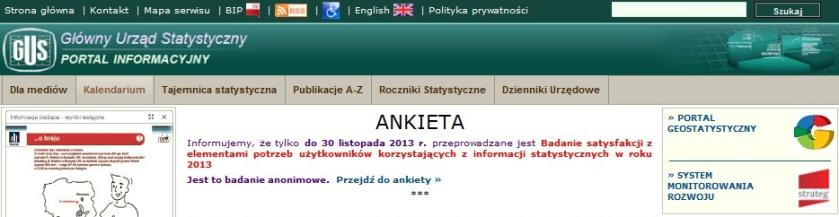 Strona główna | Kontakt | Mapa serwisu | BIP | RSS | | English | Polityka prywatności Szukaj
GUS Główny Urząd Statystyczny
PORTAL INFORMACYJNY
Dla mediów Kalendarium Tajemnica statystyczna Publikacje A-Z Roczniki Statystyczne Dzienniki Urzędowe
Informacje bieżące - wyniki wstępne
...o kraju
ANKIETA
Informujemy, że tylko do 30 listopada 2013 r. przeprowadzane jest Badanie satysfakcji z
elementami potrzeb użytkowników korzystających z informacji statystycznych w roku
2013
Jest to badanie anonimowe. Przejdź do ankiety »
***
» PORTAL
GEOSTATYSTYCZNY
» SYSTEM
MONITOROWANIA
ROZWOJU
strateg